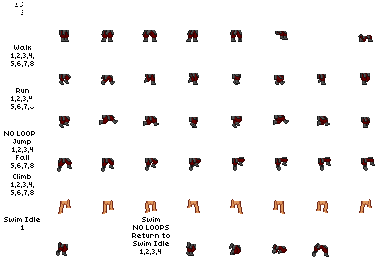 Walk
1,2,3,4,
5,6,7,8
Run
1,2,3,4
5,6,7,8
NO LOOP
Jump
1,2,3,4
Fall
5,6,7,8
Climb
1,2,3,4,
5,6,7,8
Swim Idle
1
Swim
NO LOOPS
Return to
Swim Idle
1,2,3,4